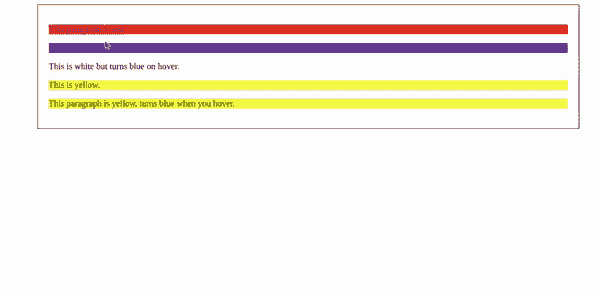 This is white but turns blue on hover.
This is yellow.
This paragraph is yellow, turns blue when you hover.